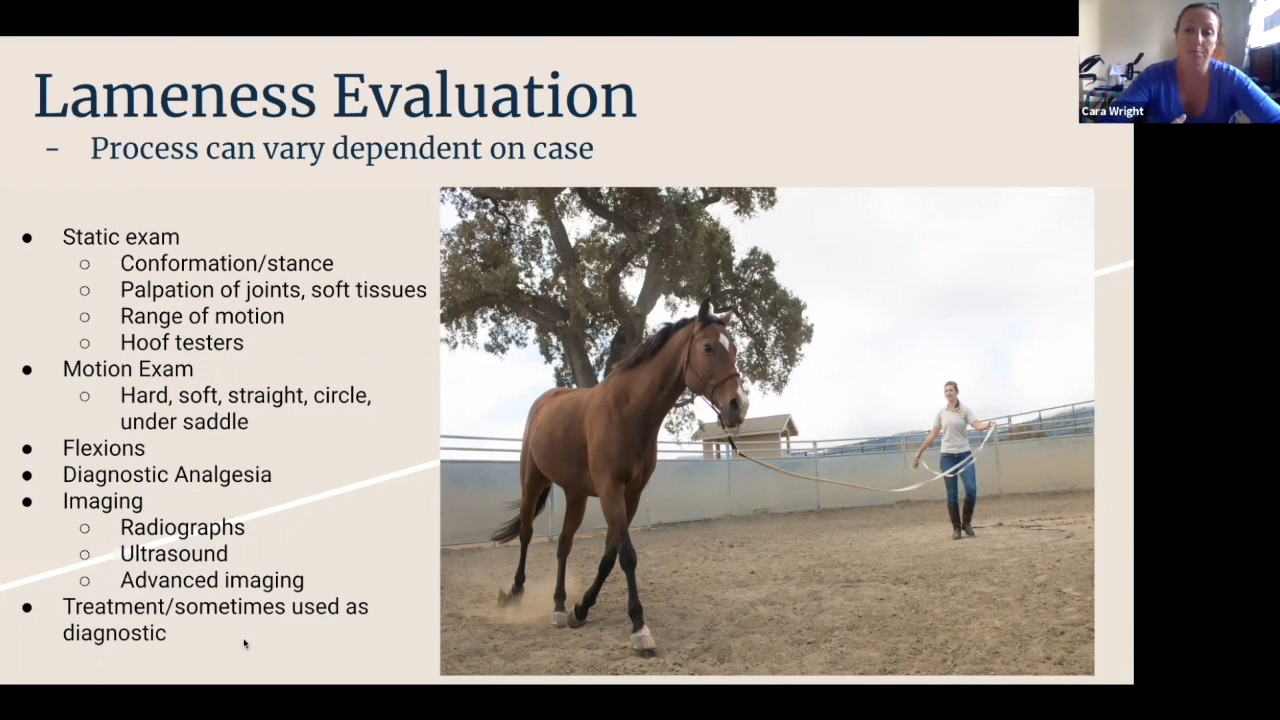 Lameness Evaluation
- Process can vary dependent on case
● Static exam
○ Conformation/stance
○ Palpation of joints, soft tissues
○ Range of motion
○ Hoof testers
● Motion Exam
○ Hard, soft, straight, circle,
under saddle
● Flexions
● Diagnostic Analgesia
● Imaging
○ Radiographs
○ Ultrasound
○ Advanced imaging
● Treatment/sometimes used as
diagnostic
Cara Wright